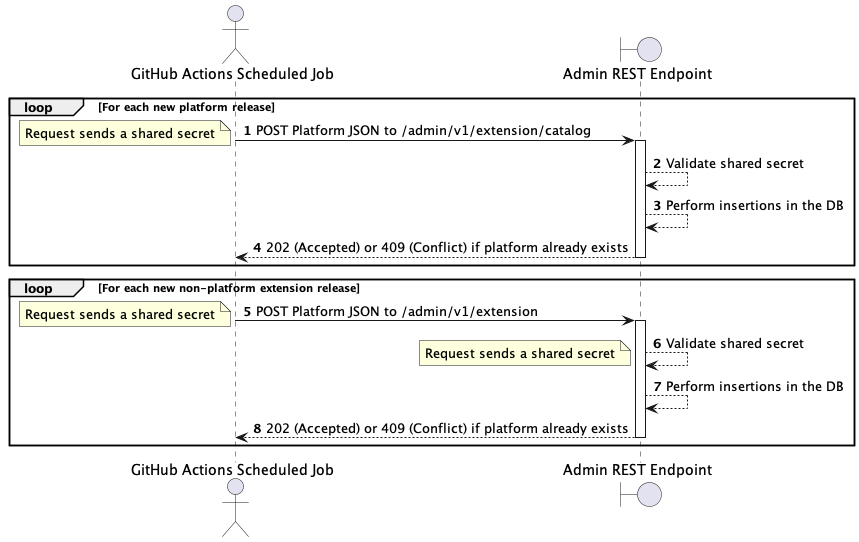 GitHub Actions Scheduled Job
Admin REST Endpoint
loop [For each new platform release]
Request sends a shared secret
1 POST Platform JSON to /admin/v1/extension/catalog
2 Validate shared secret
3 Perform insertions in the DB
4 202 (Accepted) or 409 (Conflict) if platform already exists
loop [For each new non-platform extension release]
Request sends a shared secret
5 POST Platform JSON to /admin/v1/extension
6 Validate shared secret
Request sends a shared secret
7 Perform insertions in the DB
8 202 (Accepted) or 409 (Conflict) if platform already exists
GitHub Actions Scheduled Job
Admin REST Endpoint